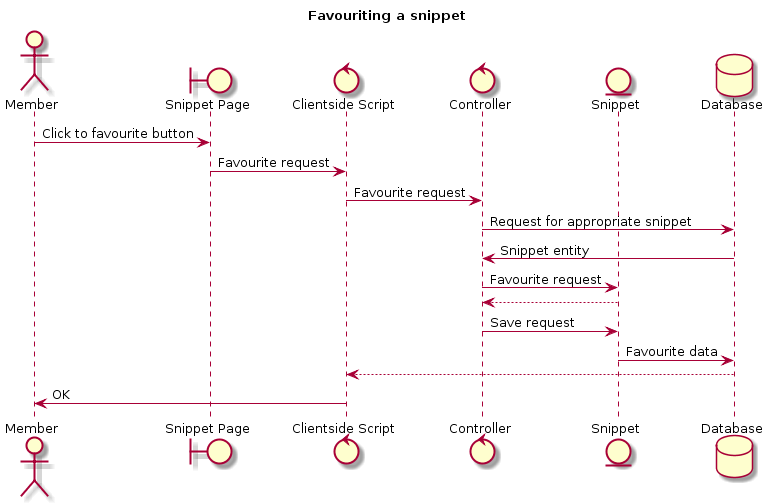 Favouriting a snippet
Member Snippet Page Clientside Script Controller Snippet Database
Click to favourite button
Favourite request
Favourite request
Request for appropriate snippet
Snippet entity
Favourite request
Save request
Favourite data
OK
Member Snippet Page Clientside Script Controller Snippet Database